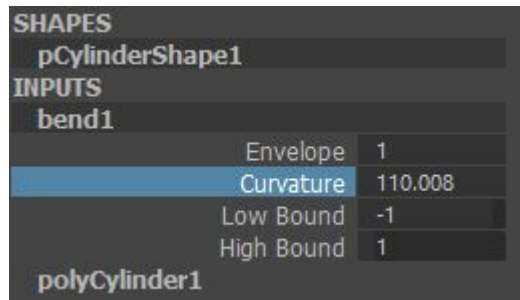 SHAPES
pCylinderShape1
INPUTS
bend1
Envelope 1
Curvature 110.008
Low Bound -1
High Bound 1
polyCylinder1